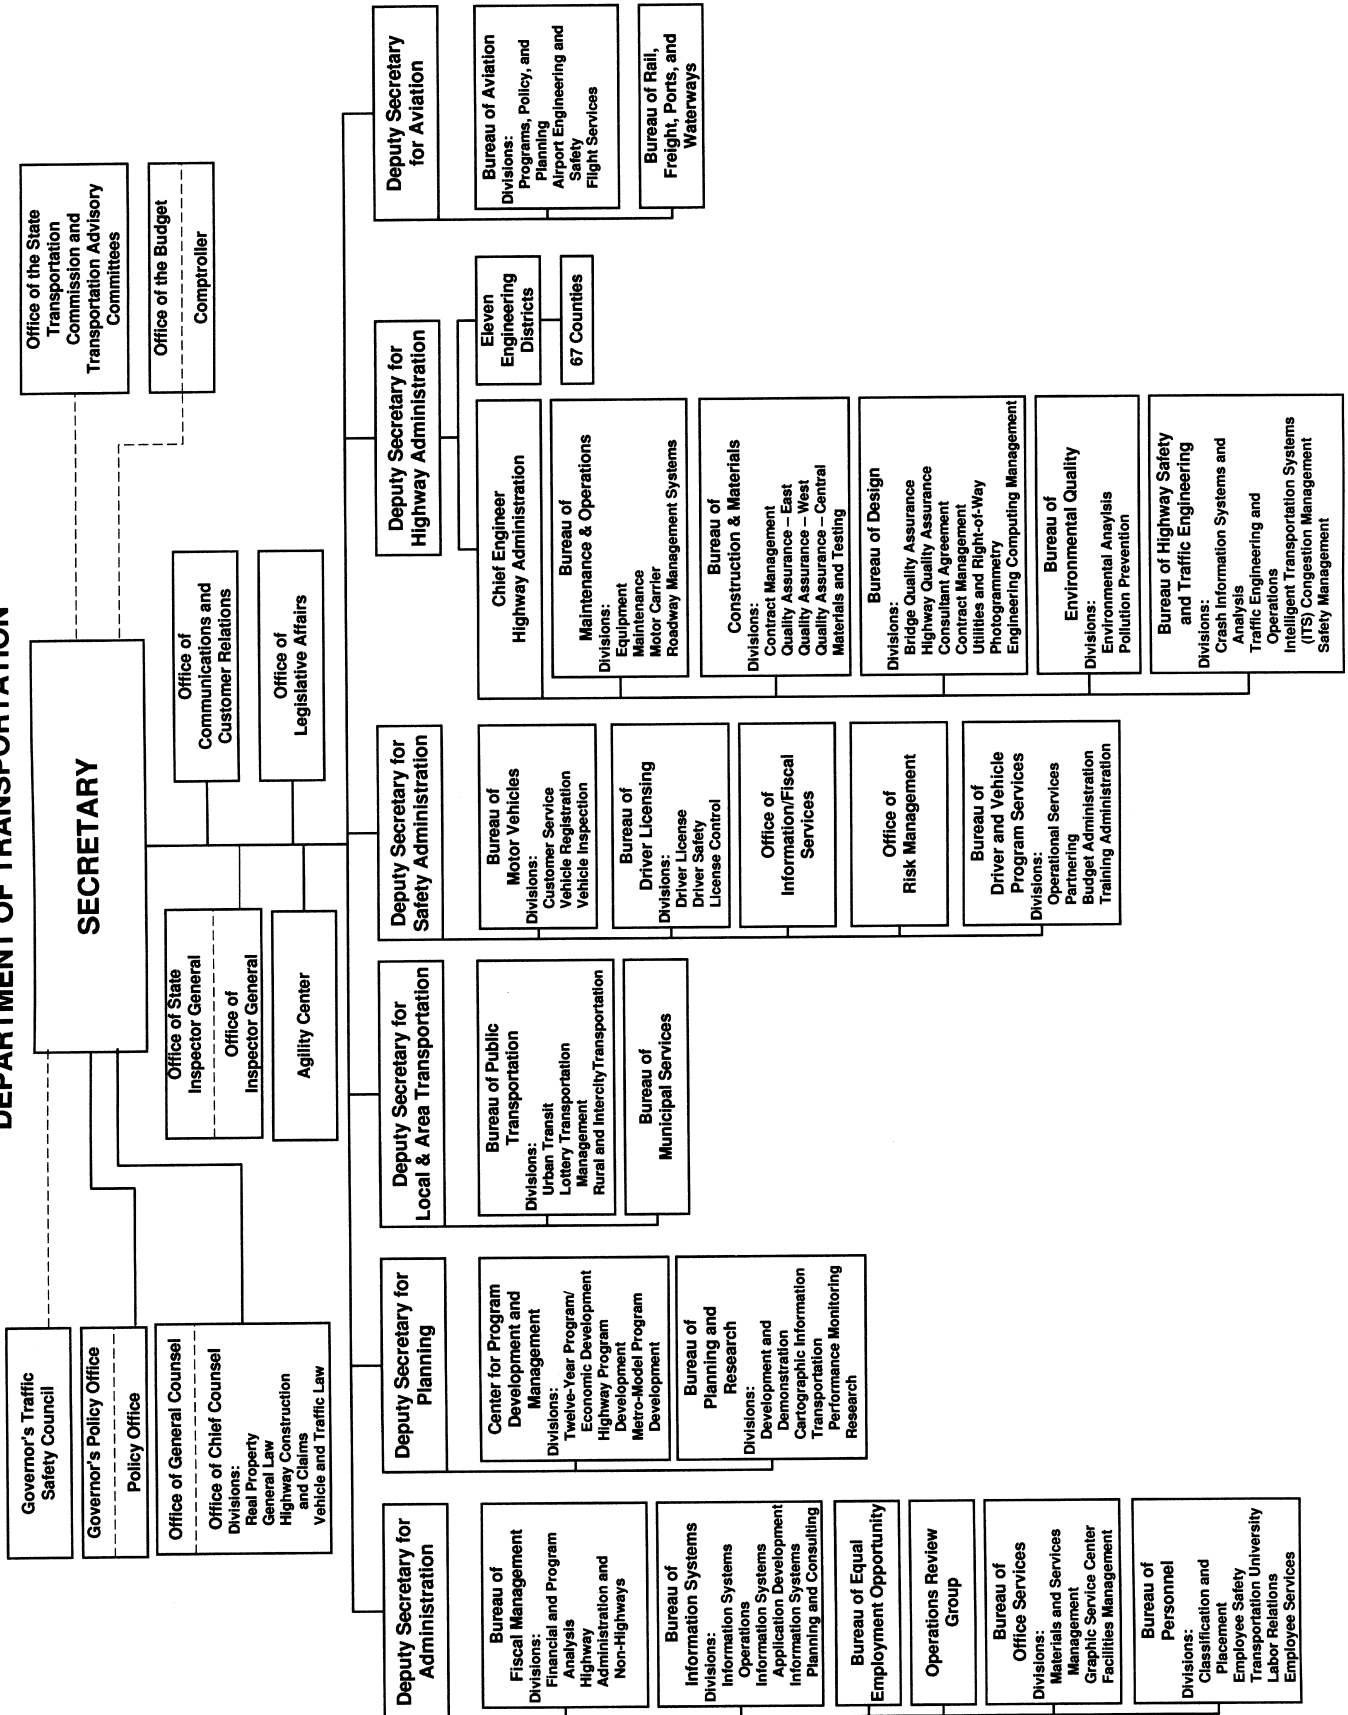 DEPARTMENT OF TRANSPORTATION
Governor's Traffic
Safety Council
Governor's Policy Office
Policy Office
Office of General Counsel
Office of Chief Counsel
Divisions:
Real Property
General Law
Highway Construction
and Claims
Vehicle and Traffic Law
SECRETARY
Office of the State
Transportation
Commission and
Transportation Advisory
Committees
Office of the Budget
Comptroller
Office of State
Inspector General
Office of
Inspector General
Agility Center
Office of
Communications and
Customer Relations
Office of
Legislative Affairs
Deputy Secretary for
Administration
Bureau of
Fiscal Management
Divisions:
Financial and Program
Analysis
Highway
Administration and
Non-Highways
Bureau of
Information Systems
Divisions:
Information Systems
Operations
Information Systems
Application Development
Information Systems
Planning and Consulting
Bureau of Equal
Employment Opportunity
Operations Review
Group
Bureau of
Office Services
Divisions:
Materials and Services
Management
Graphic Service Center
Facilities Management
Bureau of
Personnel
Divisions:
Classification and
Placement
Employee Safety
Transportation University
Labor Relations
Employee Services
Deputy Secretary for
Planning
Center for Program
Development and
Management
Divisions:
Twelve-Year Program/
Economic Development
Highway Program
Development
Metro-Model Program
Development
Bureau of
Planning and
Research
Divisions:
Development and
Demonstration
Cartographic Information
Transportation
Performance Monitoring
Research
Deputy Secretary for
Local & Area Transportation
Bureau of Public
Transportation
Divisions:
Urban Transit
Lottery Transportation
Management
Rural and IntercityTransportation
Bureau of
Municipal Services
Deputy Secretary for
Safety Administration
Bureau of
Motor Vehicles
Divisions:
Customer Service
Vehicle Registration
Vehicle Inspection
Bureau of
Driver Licensing
Divisions:
Driver License
Driver Safety
License Control
Office of
Information/Fiscal
Services
Office of
Risk Management
Bureau of
Driver and Vehicle
Program Services
Divisions:
Operational Services
Partnering
Budget Administration
Training Administration
Deputy Secretary for
Highway Administration
Chief Engineer
Highway Administration
Bureau of
Maintenance & Operations
Divisions:
Equipment
Maintenance
Motor Carrier
Roadway Management Systems
Bureau of
Construction & Materials
Divisions:
Contract Management
Quality Assurance – East
Quality Assurance – West
Quality Assurance – Central
Materials and Testing
Bureau of Design
Divisions:
Bridge Quality Assurance
Highway Quality Assurance
Consultant Agreement
Contract Management
Utilities and Right-of-Way
Photogrammetry
Engineering Computing Management
Bureau of
Environmental Quality
Divisions:
Environmental Anaylsis
Pollution Prevention
Bureau of Highway Safety
and Traffic Engineering
Divisions:
Crash Information Systems and
Analysis
Traffic Engineering and
Operations
Intelligent Transportation Systems
(ITS) Congestion Management
Safety Management
Eleven
Engineering
Districts
67 Counties
Deputy Secretary
for Aviation
Bureau of Aviation
Divisions:
Programs, Policy, and
Planning
Airport Engineering and
Safety
Flight Services
Bureau of Rail,
Freight, Ports, and
Waterways